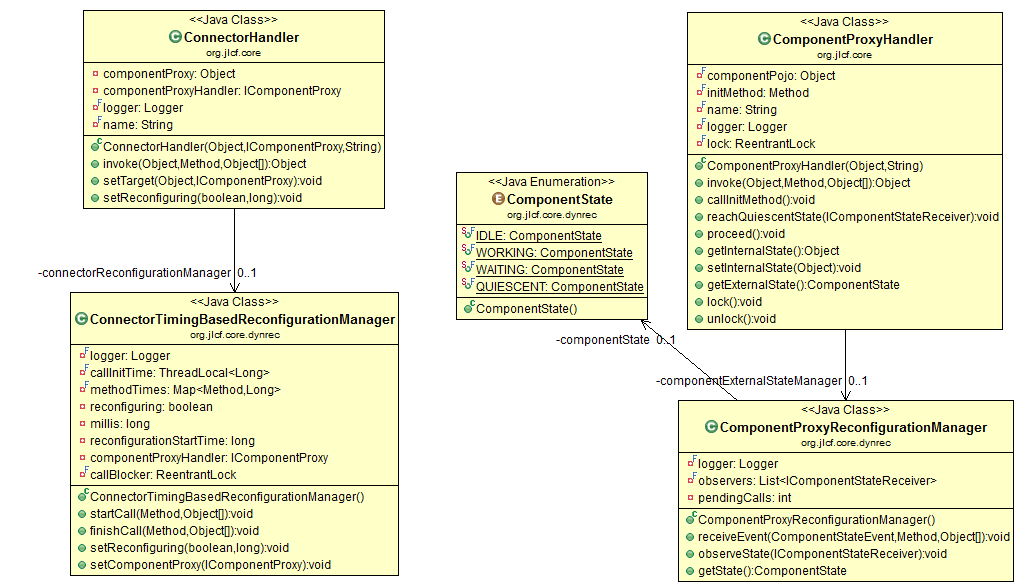 <<Java Class>>
C ConnectorHandler
org.jlcf.core
componentProxy: Object
componentProxyHandler: IComponentProxy
F logger: Logger
F name: String
C ConnectorHandler(Object,IComponentProxy,String)
invoke(Object,Method,Object[]):Object
setTarget(Object,IComponentProxy):void
setReconfiguring(boolean,long):void
-connectorReconfigurationManager 0..1
<<Java Class>>
C ConnectorTimingBasedReconfigurationManager
org.jlcf.core.dynrec
F logger: Logger
F callInitTime: ThreadLocal<Long>
F methodTimes: Map<Method,Long>
reconfiguring: boolean
millis: long
reconfigurationStartTime: long
componentProxyHandler: IComponentProxy
F callBlocker: ReentrantLock
C ConnectorTimingBasedReconfigurationManager()
startCall(Method,Object[]):void
finishCall(Method,Object[]):void
setReconfiguring(boolean,long):void
setComponentProxy(IComponentProxy):void
<<Java Enumeration>>
E ComponentState
org.jlcf.core.dynrec
S F IDLE: ComponentState
S F WORKING: ComponentState
S F WAITING: ComponentState
S F QUIESCENT: ComponentState
C ComponentState()
-componentState 0..1
<<Java Class>>
C ComponentProxyHandler
org.jlcf.core
F componentPojo: Object
F initMethod: Method
F name: String
F logger: Logger
F lock: ReentrantLock
C ComponentProxyHandler(Object,String)
invoke(Object,Method,Object[]):Object
callInitMethod():void
reachQuiescentState(IComponentStateReceiver):void
proceed():void
getInternalState():Object
setInternalState(Object):void
getExternalState():ComponentState
lock():void
unlock():void
-componentExternalStateManager 0..1
<<Java Class>>
C ComponentProxyReconfigurationManager
org.jlcf.core.dynrec
F logger: Logger
F observers: List<IComponentStateReceiver>
pendingCalls: int
C ComponentProxyReconfigurationManager()
receiveEvent(ComponentStateEvent,Method,Object[]):void
observeState(IComponentStateReceiver):void
getState():ComponentState